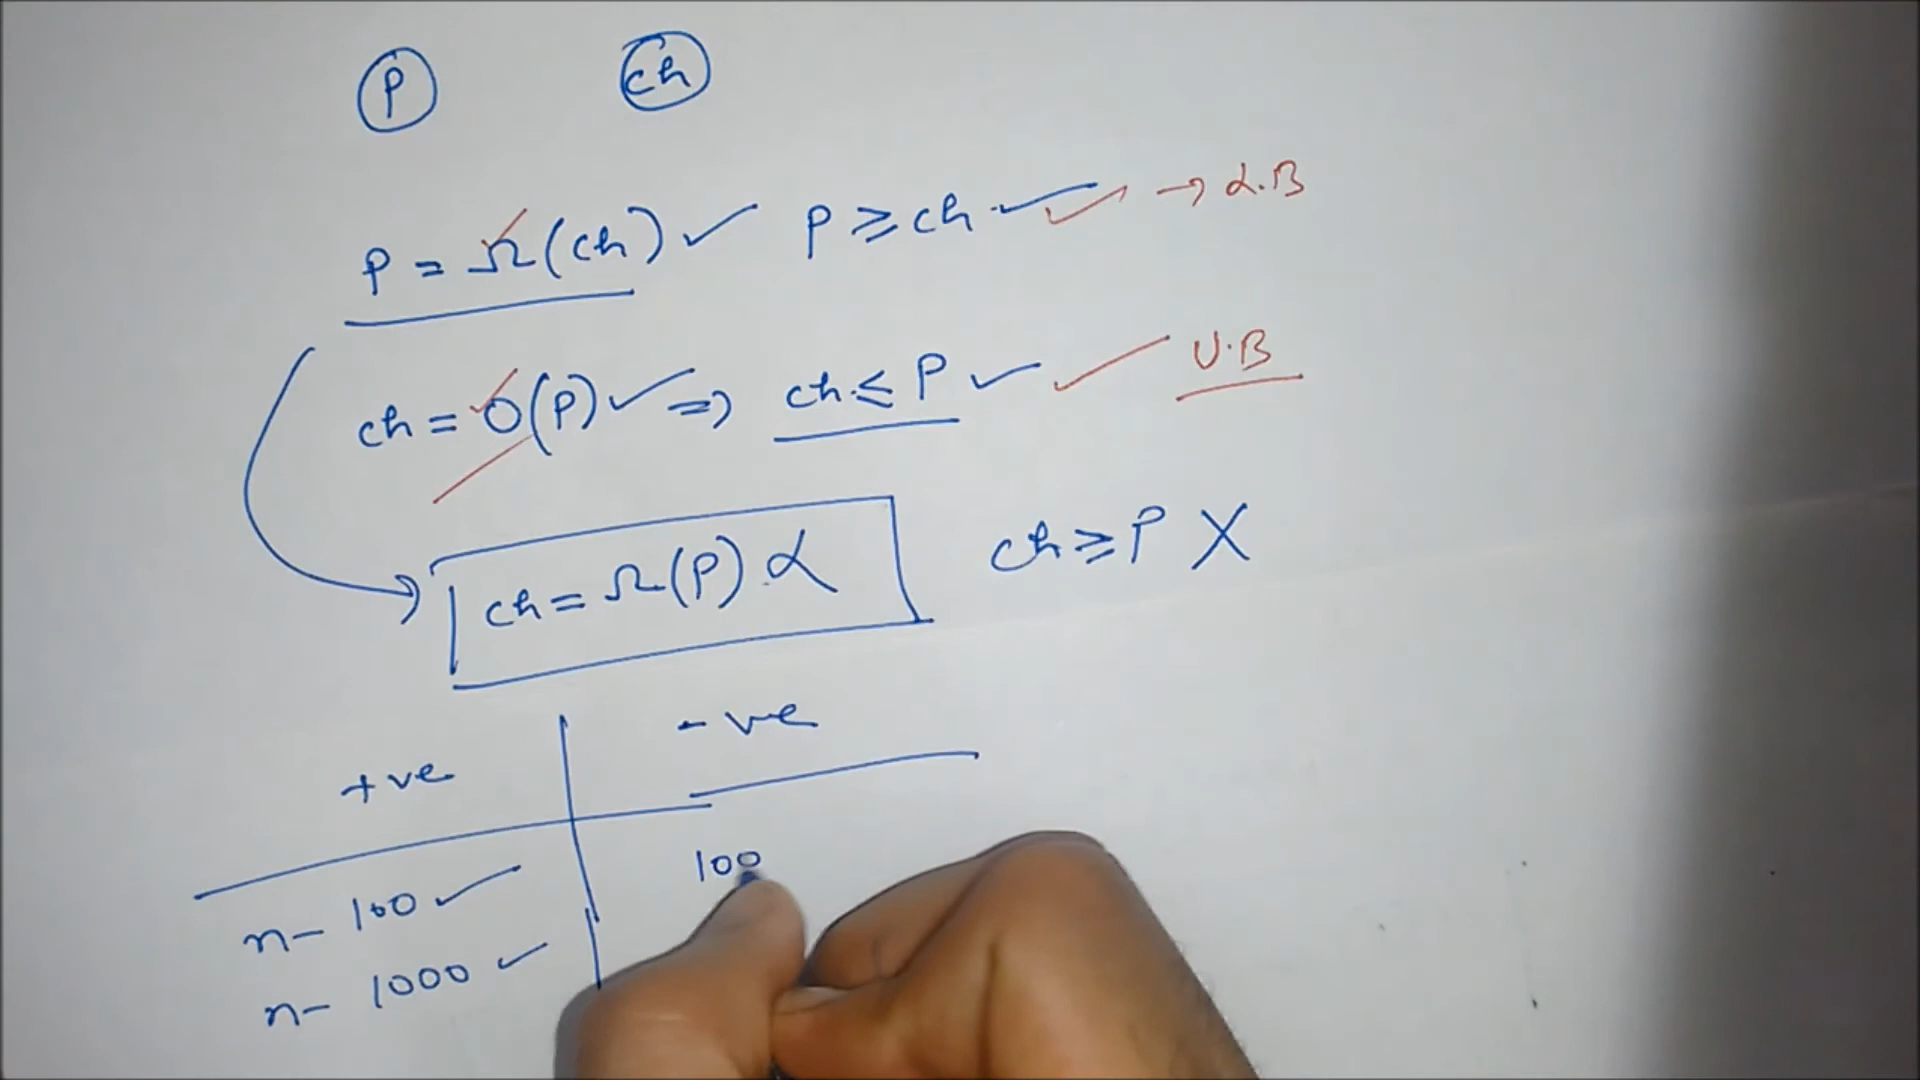 P ch
P = Ω(ch) ✓ P ≥ ch ✓ ✓ → L.B
ch = O(P) ✓ ⇒ ch ≤ P ✓ ✓ U.B
ch = Ω(P) X ch ≥ P X
+ve - ve
n - 100 ✓ 100
n - 1000 ✓